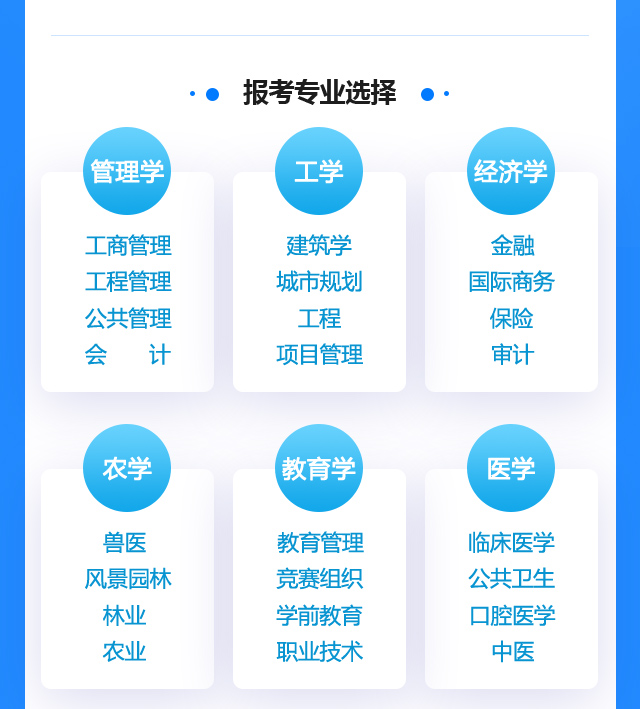 报考专业选择
管理学
工商管理
工程管理
公共管理
会 计
工学
建筑学
城市规划
工程
项目管理
经济学
金融
国际商务
保险
审计
农学
兽医
风景园林
林业
农业
教育学
教育管理
竞赛组织
学前教育
职业技术
医学
临床医学
公共卫生
口腔医学
中医